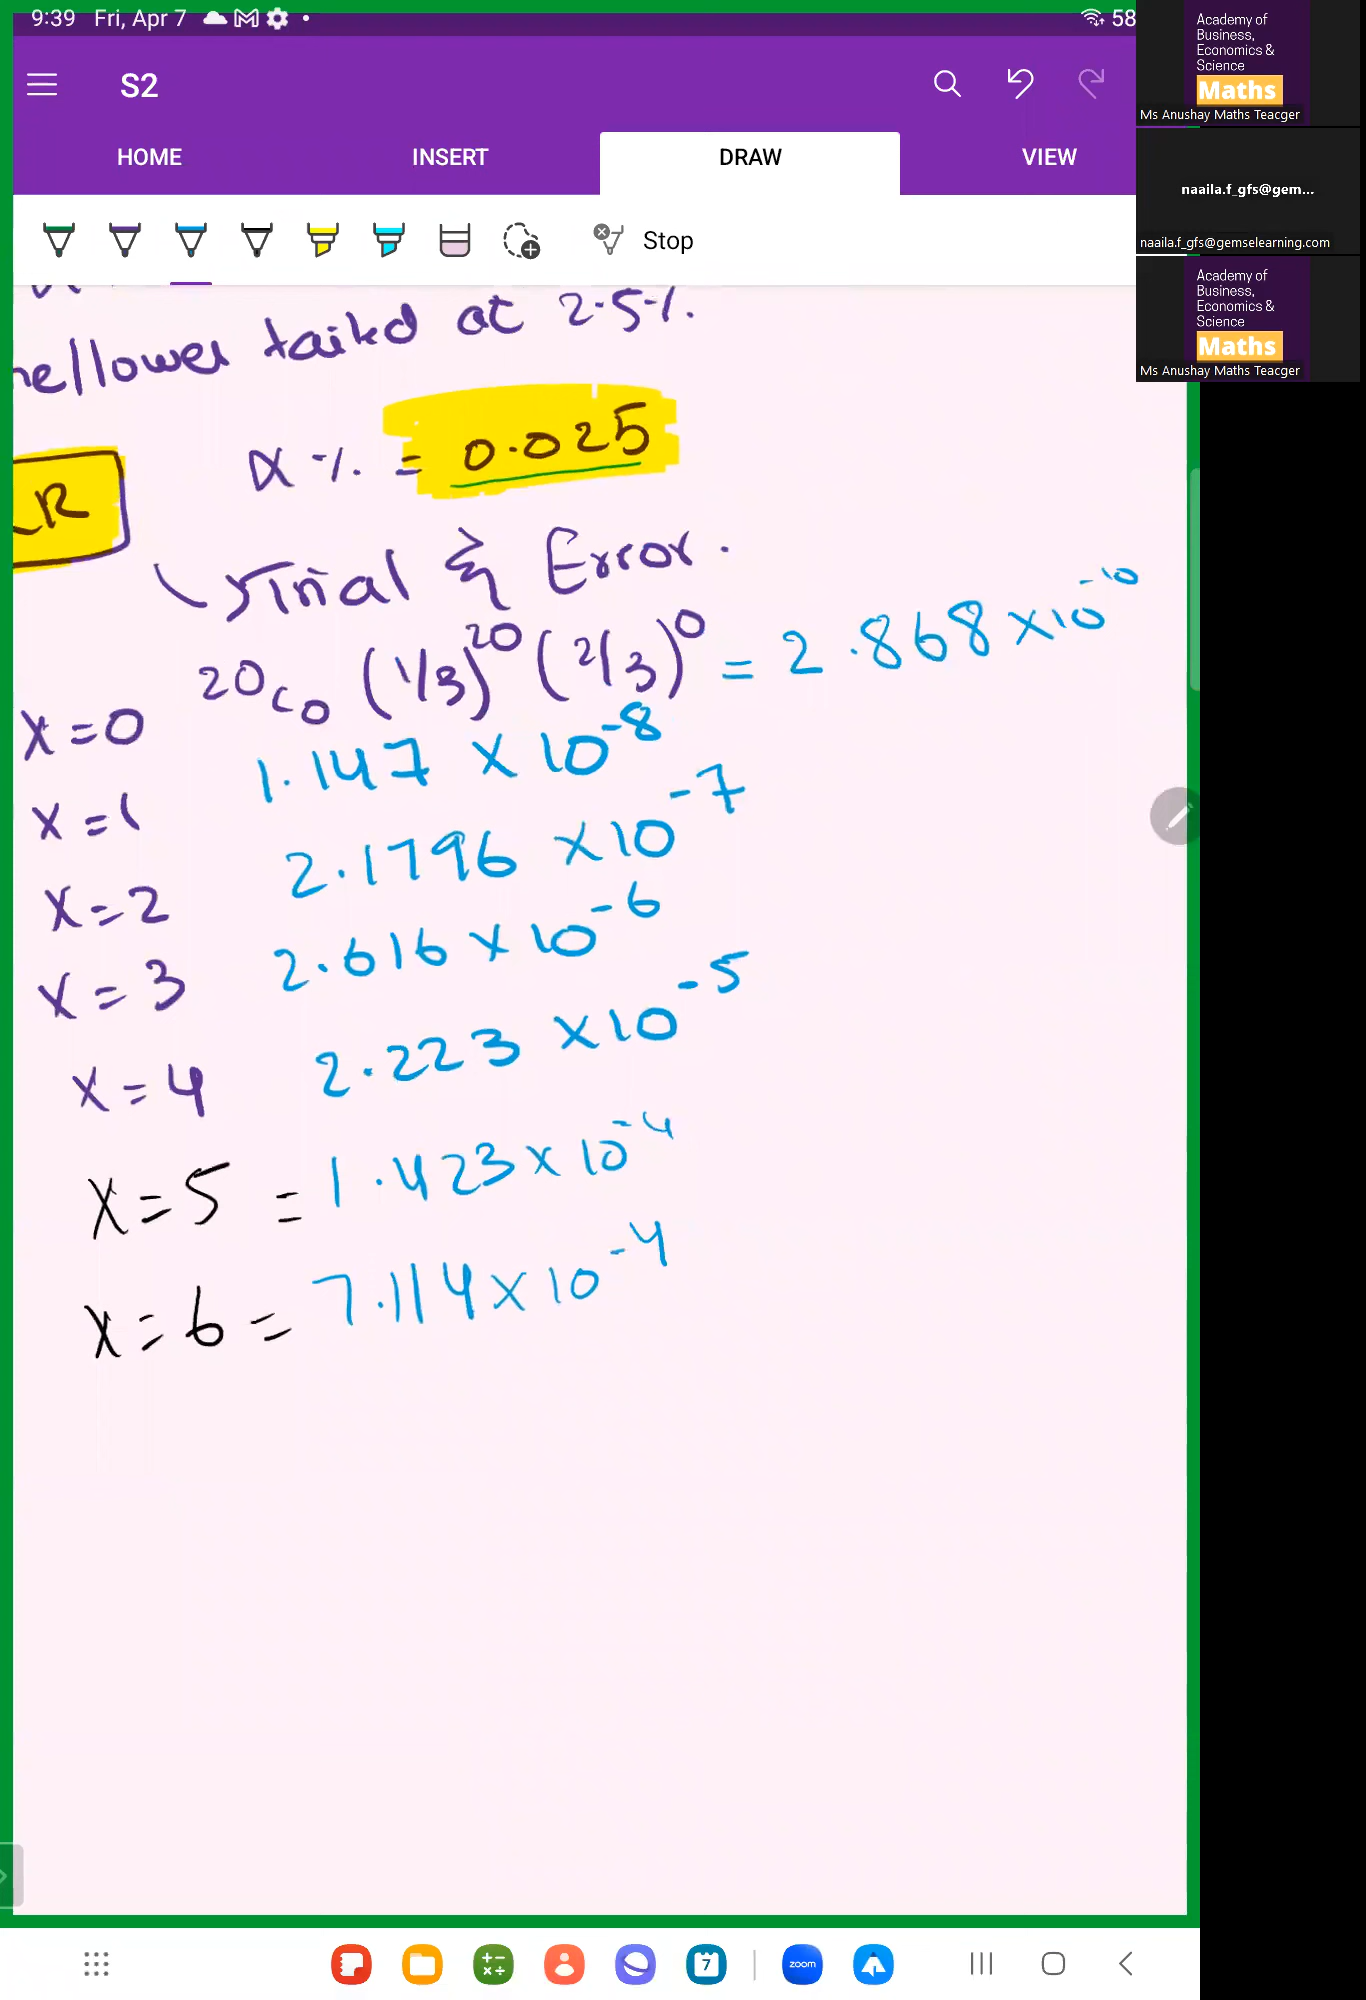 9:39 Fri, Apr 7
58
S2
HOME INSERT DRAW VIEW
Stop
Academy of
Business,
Economics &
Science
Maths
Ms Anushay Maths Teacger
naaila.f_gfs@gem...
naaila.f_gfs@gemselearning.com
Academy of
Business,
Economics &
Science
Maths
Ms Anushay Maths Teacger
lower tailed at 2.5%.
α % = 0.025
R
Trial & Error.
X=0 20c0 (1/3)^20 (2/3)^0 = 2.868 x10^-10
X=1 1.147 x 10^-8
X=2 2.1796 x10^-7
X=3 2.616 x 10^-6
X=4 2.223 x10^-5
X=5 = 1.423 x 10^-4
X=6 = 7.114 x 10^-4
7
zoom